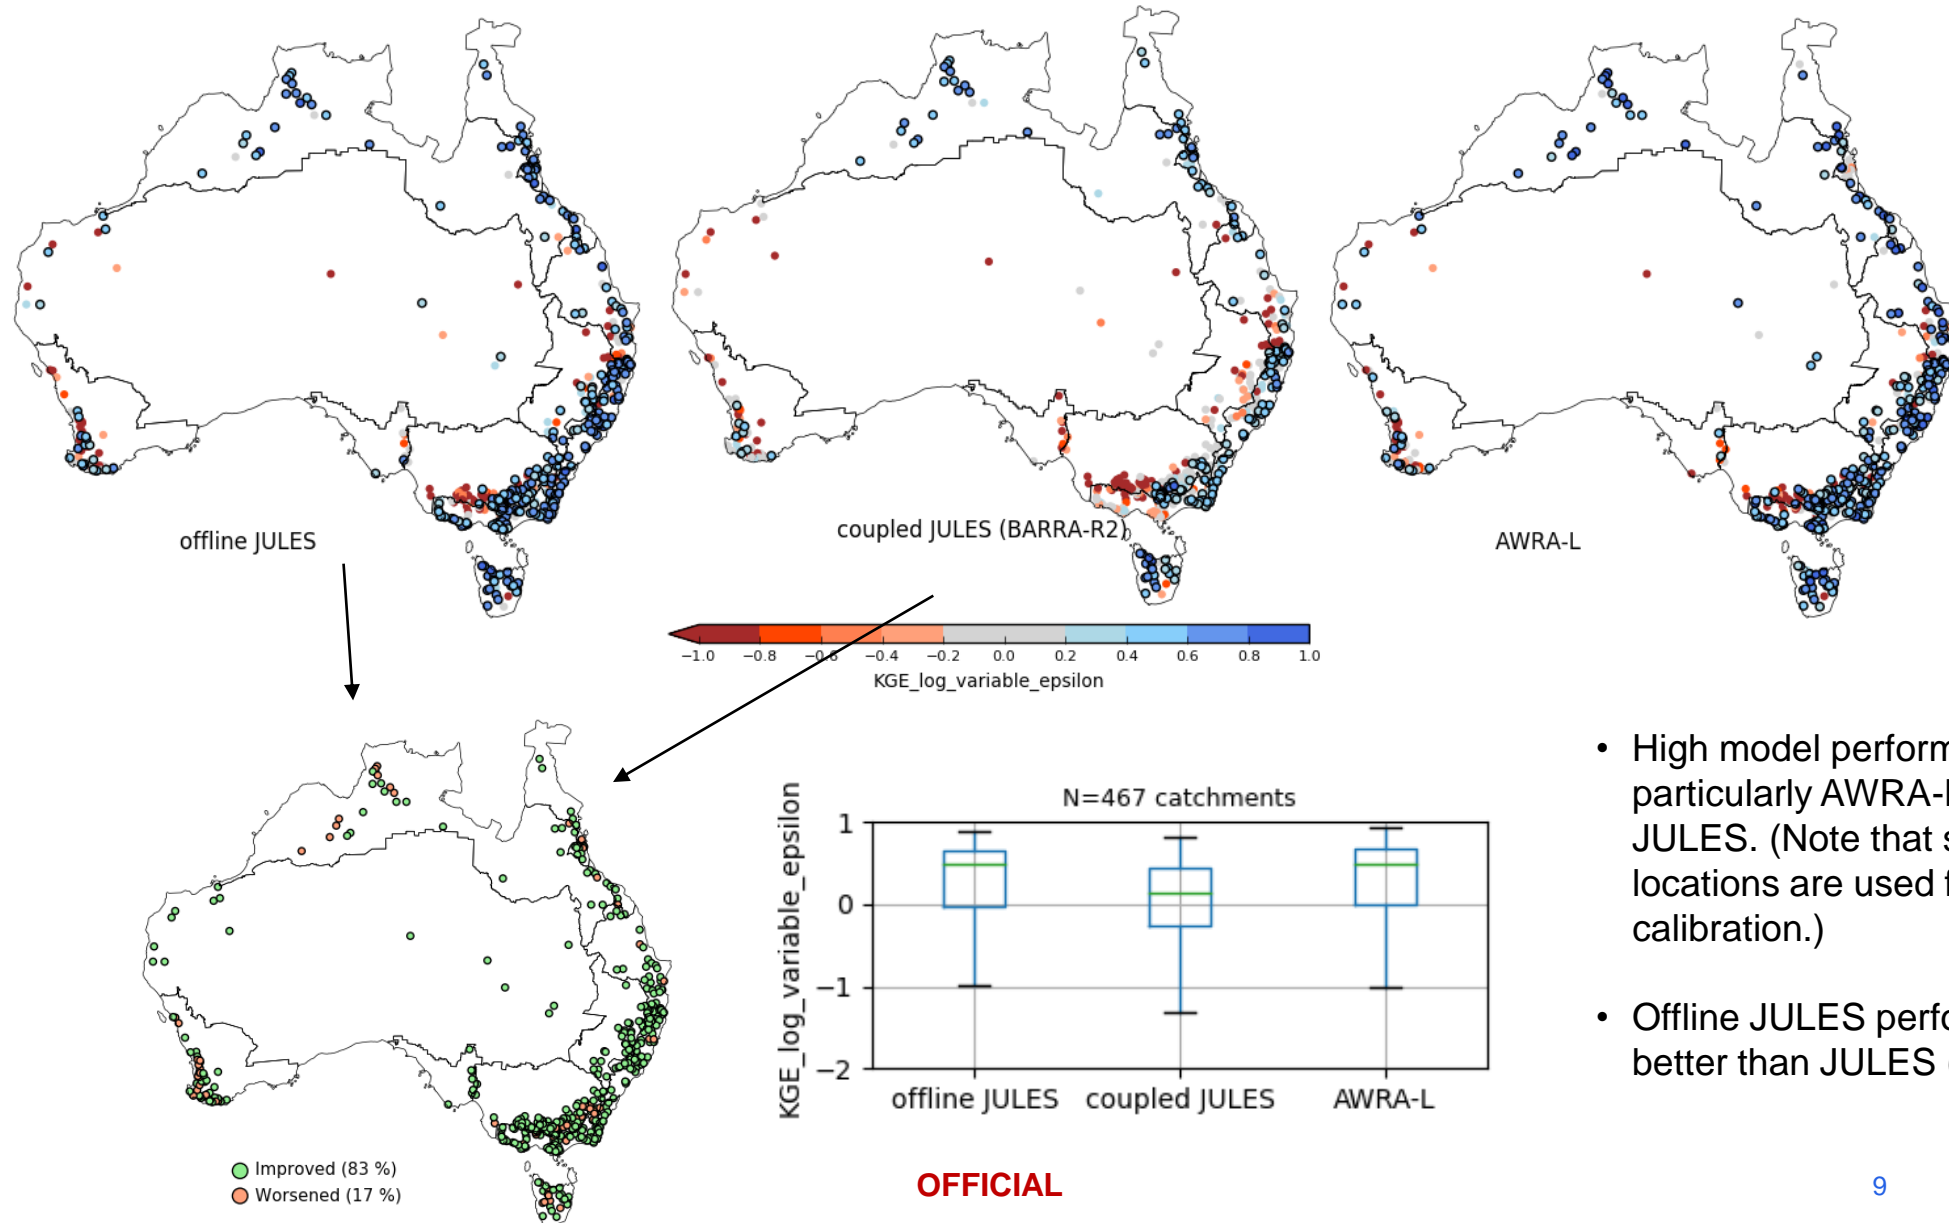 offline JULES
coupled JULES (BARRA-R2)
AWRA-L
−1.0 −0.8 −0.6 −0.4 −0.2 0.0 0.2 0.4 0.6 0.8 1.0
KGE_log_variable_epsilon
Improved (83 %)
Worsened (17 %)
N=467 catchments
KGE_log_variable_epsilon
1
0
−1
−2
offline JULES coupled JULES AWRA-L
• High model
particularly
JULES. (Note that
locations are used
calibration.)
• Offline JULES
better than JULES
OFFICIAL
9